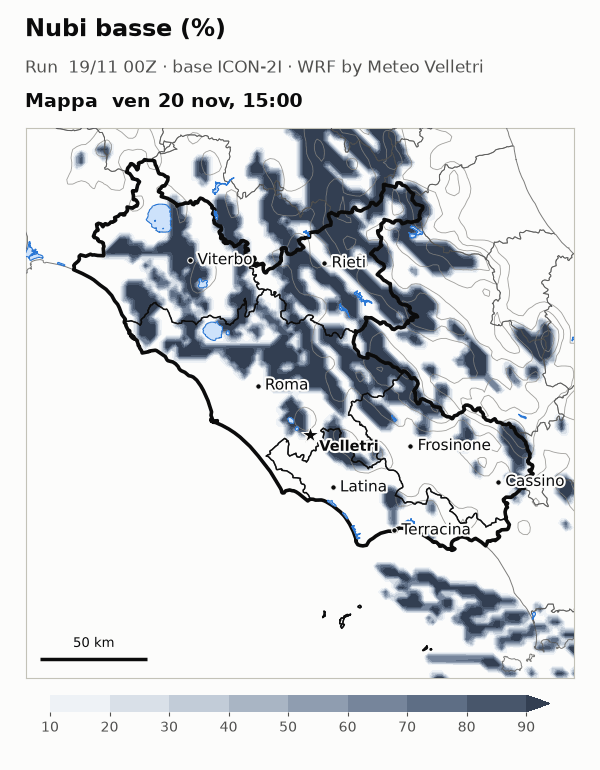 Nubi basse (%)
Run 19/11 00Z · base ICON-2I · WRF by Meteo Velletri
Mappa ven 20 nov, 15:00
Viterbo
Rieti
Roma
Velletri
Frosinone
Latina
Cassino
Terracina
50 km
10 20 30 40 50 60 70 80 90